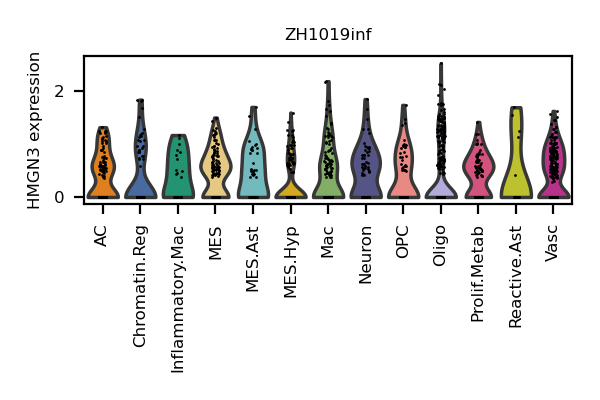 ZH1019inf
HMGN3 expression
2
0
AC
Chromatin.Reg
Inflammatory.Mac
MES
MES.Ast
MES.Hyp
Mac
Neuron
OPC
Oligo
Prolif.Metab
Reactive.Ast
Vasc